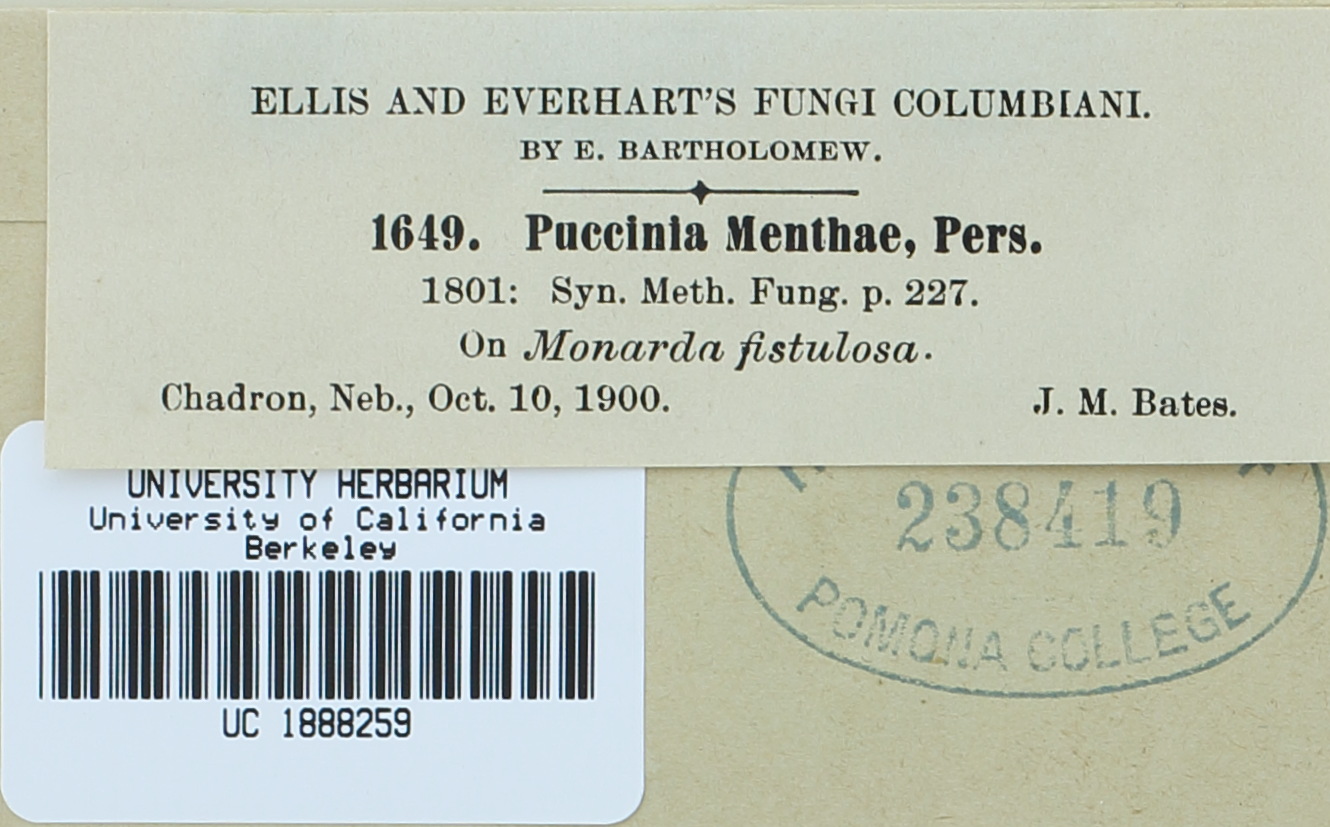 ELLIS AND EVERHART'S FUNGI COLUMBIANI.
BY E. BARTHOLOMEW.
1649. Puccinia Menthae, Pers.
1801: Syn. Meth. Fung. p. 227.
On Monarda fistulosa.
Chadron, Neb., Oct. 10, 1900. J. M. Bates.
UNIVERSITY HERBARIUM
University of California
Berkeley
UC 1888259
238419
POMONA COLLEGE